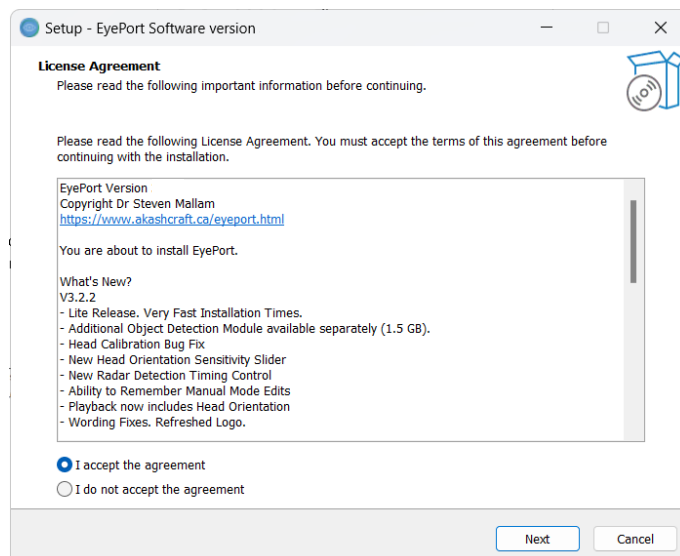 Setup - EyePort Software version
License Agreement
Please read the following important information before continuing.
Please read the following License Agreement. You must accept the terms of this agreement before
continuing with the installation.
EyePort Version
Copyright Dr Steven Mallam
https://www.akashcraft.ca/eyeport.html
You are about to install EyePort.
What's New?
V3.2.2
- Lite Release. Very Fast Installation Times.
- Additional Object Detection Module available separately (1.5 GB).
- Head Calibration Bug Fix
- New Head Orientation Sensitivity Slider
- New Radar Detection Timing Control
- Ability to Remember Manual Mode Edits
- Playback now includes Head Orientation
- Wording Fixes. Refreshed Logo.
I accept the agreement
I do not accept the agreement
Next
Cancel